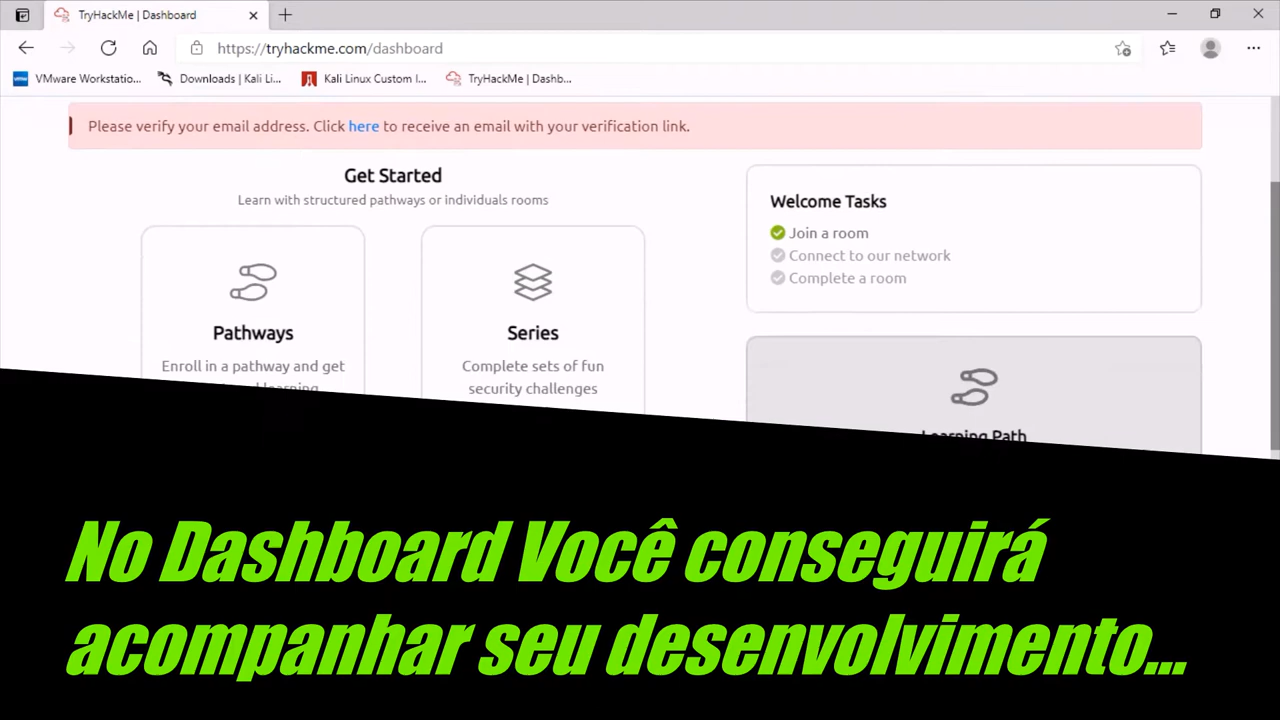 TryHackMe | Dashboard
https://tryhackme.com/dashboard
VMware Workstatio... Downloads | Kali Li... Kali Linux Custom I... TryHackMe | Dashb...
Please verify your email address. Click here to receive an email with your verification link.
Get Started
Learn with structured pathways or individuals rooms
Pathways
Enroll in a pathway and get
learning
Series
Complete sets of fun
security challenges
Welcome Tasks
Join a room
Connect to our network
Complete a room
Learning Path
No Dashboard Você conseguirá
acompanhar seu desenvolvimento...